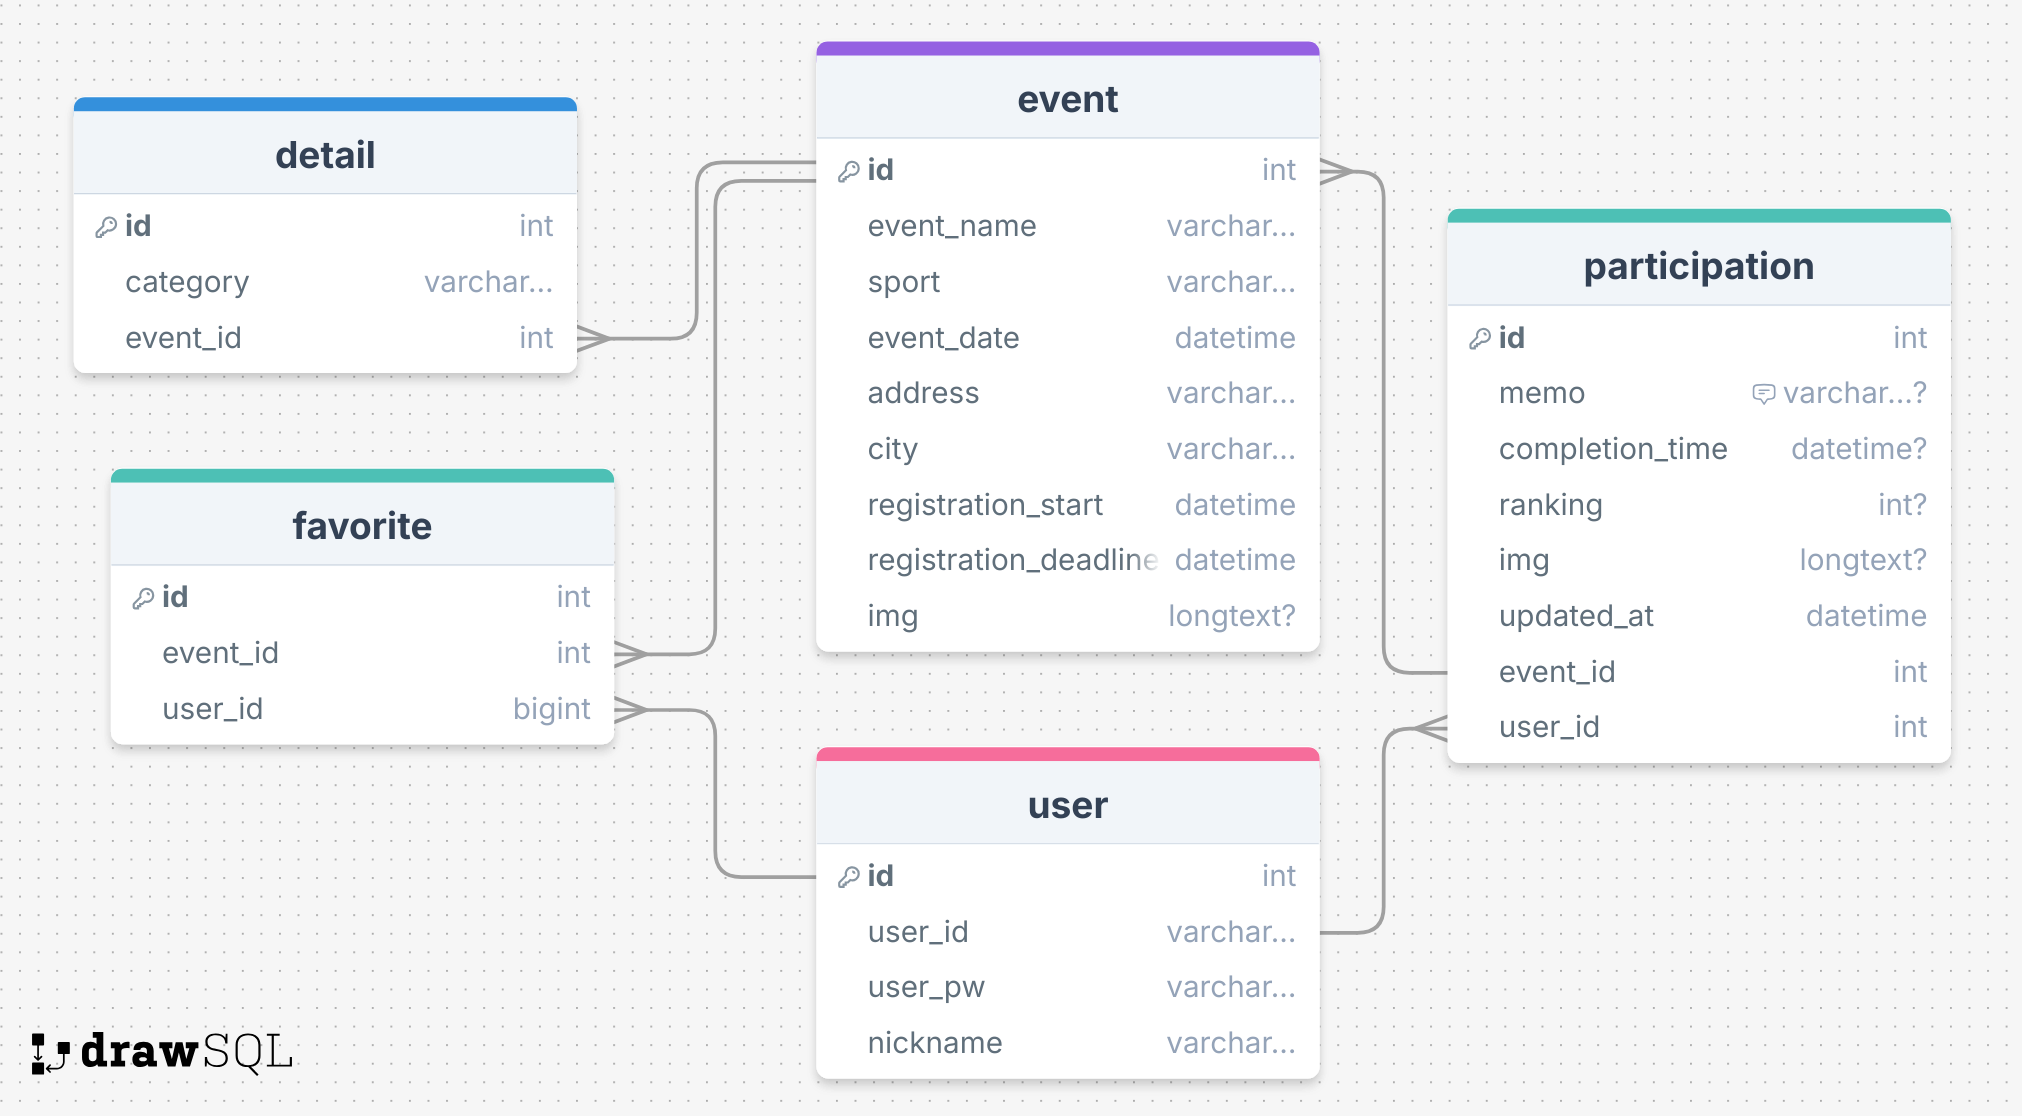 detail
id int
category varchar...
event_id int
favorite
id int
event_id int
user_id bigint
event
id int
event_name varchar...
sport varchar...
event_date datetime
address varchar...
city varchar...
registration_start datetime
registration_deadline datetime
img longtext?
user
id int
user_id varchar...
user_pw varchar...
nickname varchar...
participation
id int
memo varchar...?
completion_time datetime?
ranking int?
img longtext?
updated_at datetime
event_id int
user_id int
drawSQL